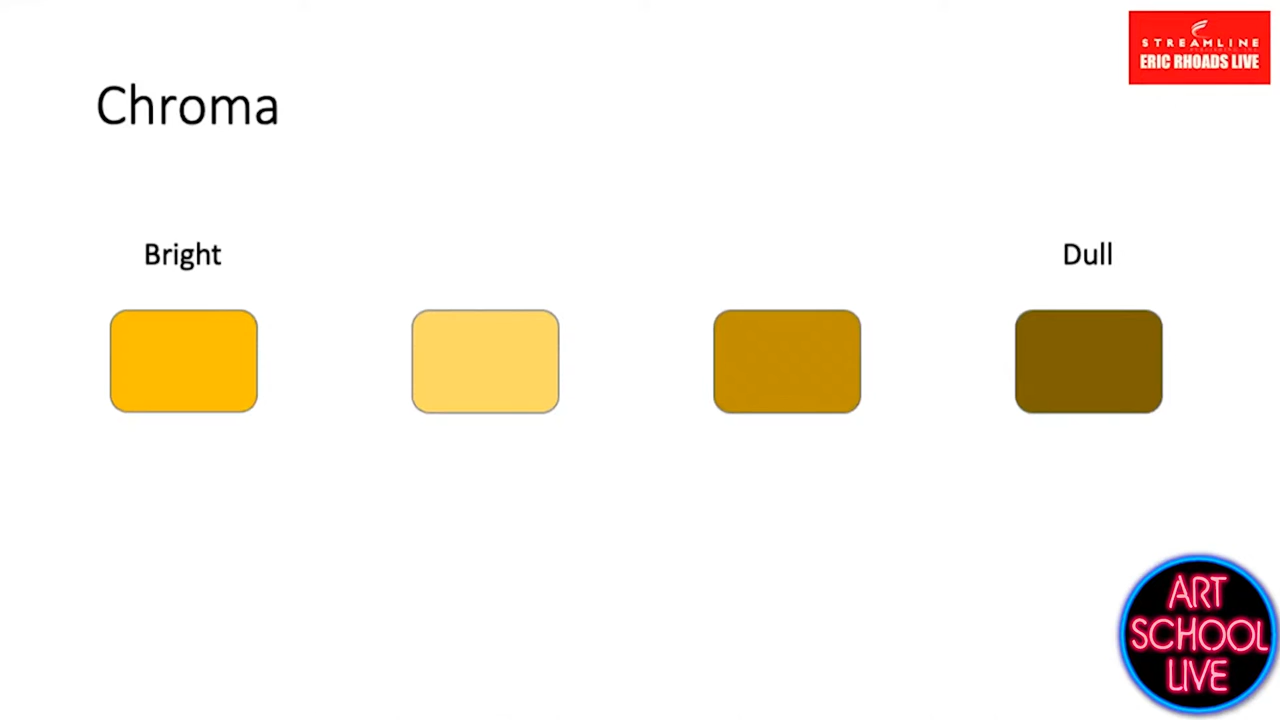 STREAMLINE
ERIC RHOADS LIVE
Chroma
Bright
Dull
ART
SCHOOL
LIVE